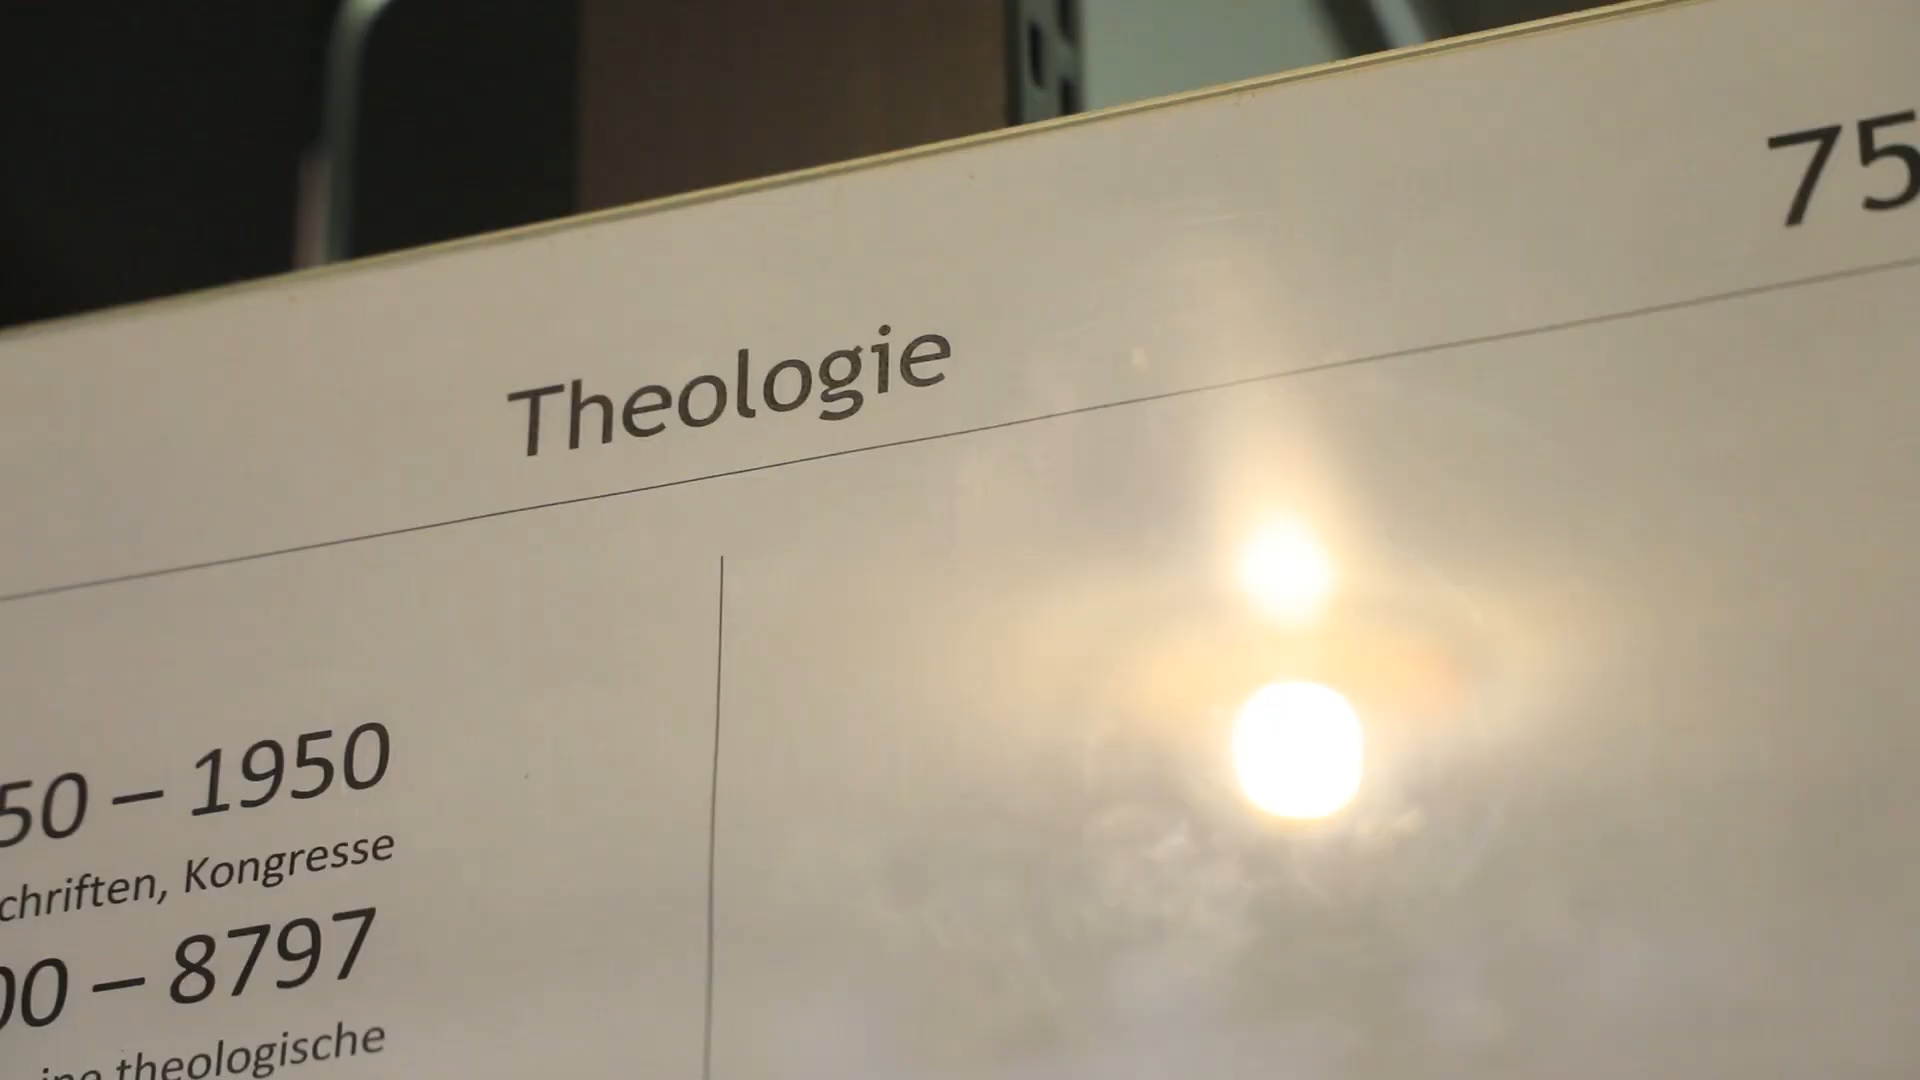 Theologie 75
50 – 1950
chriften, Kongresse
00 – 8797
theologische